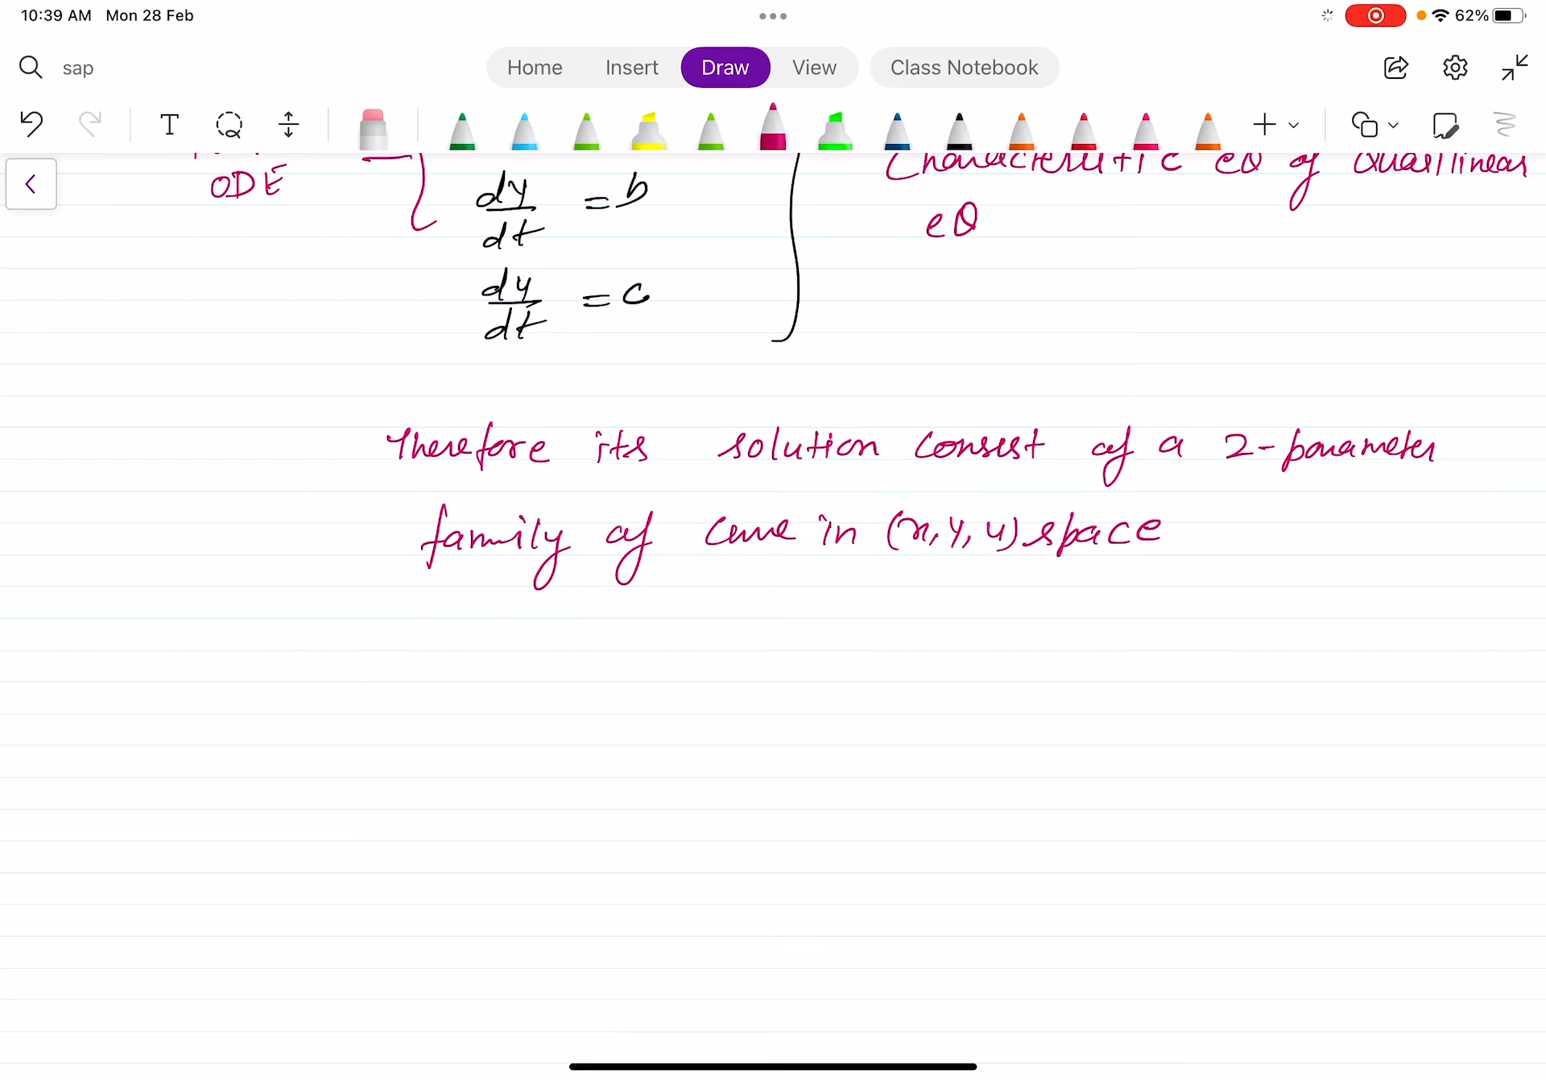 10:39 AM Mon 28 Feb
62%
sap
Home Insert Draw View Class Notebook
T
Characteristic eQ of Quasilinear
ODE
dy/dt = b
eQ
dy/dt = c
Therefore its solution consist of a 2-parameter
family of curve in (x, y, u) space